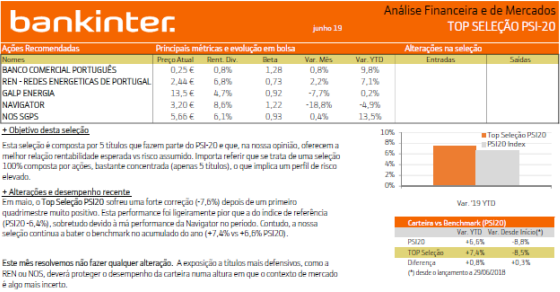 bankinter.
junho 19
Análise Financeira e de Mercados
TOP SELEÇÃO PSI-20
Ações Recomendadas Principais métricas e evolução em bolsa Alterações na seleção
Nomes Preço Atual Rent. Div Beta Var. Mês Var. YTD Entradas Saídas
BANCO COMERCIAL PORTUGUÊS 0,25 € 0,8% 1,28 0,8% 9,8%
REN - REDES ENERGETICAS DE PORTUGAL 2,44 € 6,8% 0,73 2,2% 7,1%
GALP ENERGIA 13,5 € 4,7% 0,92 -7,7% 0,2%
NAVIGATOR 3,20 € 8,6% 1,22 -18,8% -4,9%
NOS SGPS 5,66 € 6,1% 0,93 0,4% 13,5%
+ Objetivo desta seleção
Esta seleção é composta por 5 titulos que fazem parte do PSI-20 e que, na nossa opinião, oferecem a
melhor relação rentabilidade esperada vs risco assumido. Importa referir que se trata de uma seleção
100% composta por ações, bastante concentrada (apenas 5 titulos), o que implica um perfil de risco
elevado.
+ Alterações e desempenho recente
Em maio, o Top Seleção PSI20 sofreu uma forte correção (-7,6%) depois de um primeiro
quadrimestre muito positivo. Esta performance foi ligeiramente pior que a do índice de referência
(PSI20 -6,4%), sobretudo devido à má performance da Navigator no período. Contudo, a nossa
seleção continua a bater o benchmark no acumulado do ano (+7,4% vs +6,6% PSI20).
Este mês resolvemos não fazer qualquer alteração. A exposição a títulos mais defensivos, como a
REN ou NOS, deverá proteger o desempenho da carteira numa altura em que o contexto de mercado
é algo mais incerto.
10%
8%
6%
4%
2%
0%
Top Seleção PSI20
PSI20 Index
Var. '19 YTD
Carteira vs Benchmark (PSI20)
Var. YTD Var. Desde Início(*)
PSI20 +6,6% -8,8%
TOP Seleção +7,4% -8,5%
Diferença +0,8% +0,3%
(*) desde o lançamento a 29/06/2018